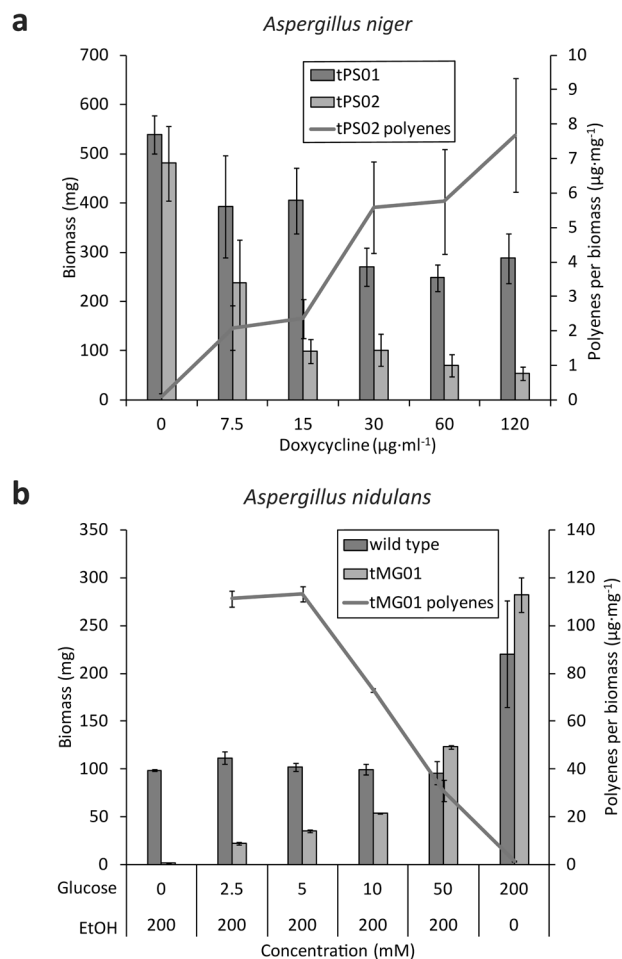 a
Aspergillus niger
700
600
500
400
300
200
100
0
Biomass (mg)
tPS01
tPS02
tPS02 polyenes
10
9
8
7
6
5
4
3
2
1
0
Polyenes per biomass (µg·mg⁻¹)
0 7.5 15 30 60 120
Doxycycline (µg·ml⁻¹)
b
Aspergillus nidulans
350
300
250
200
150
100
50
0
Biomass (mg)
wild type
tMG01
tMG01 polyenes
140
120
100
80
60
40
20
0
Polyenes per biomass (µg·mg⁻¹)
Glucose 0 2.5 5 10 50 200
EtOH 200 200 200 200 200 0
Concentration (mM)